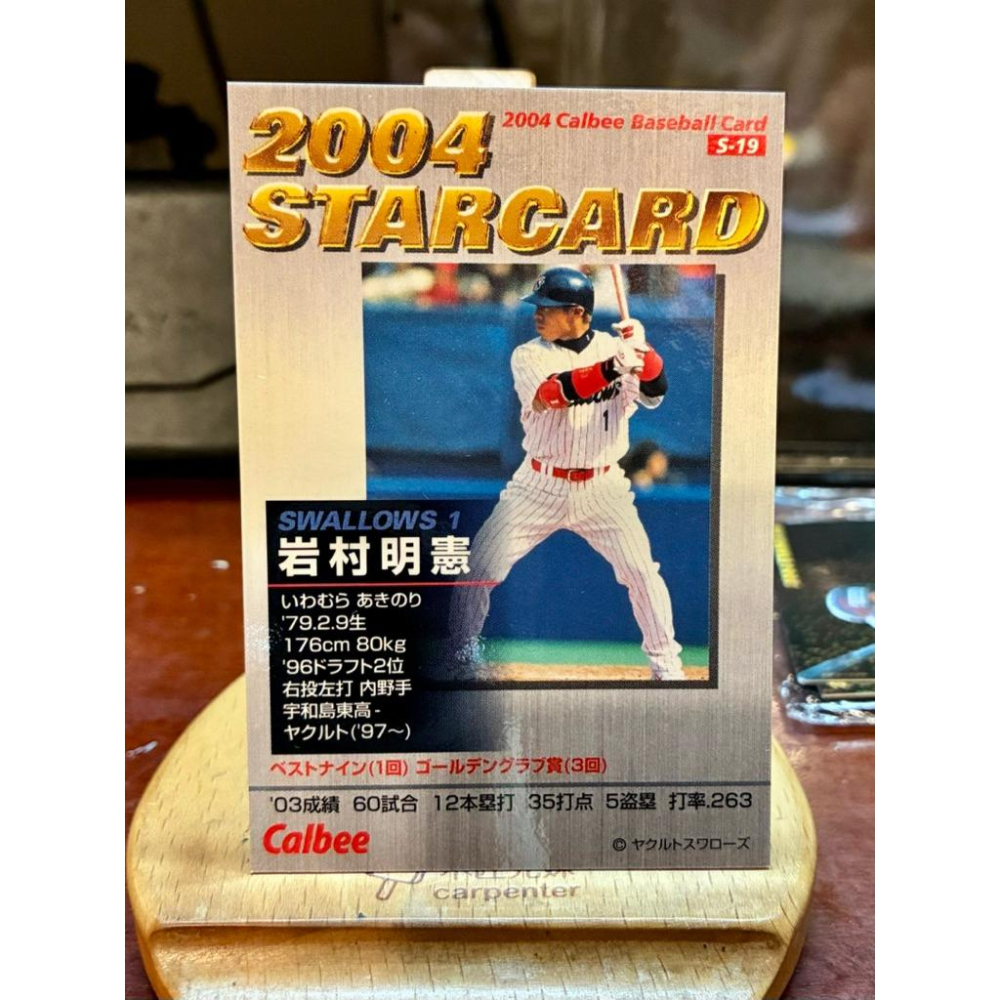 2004
2004 Calbee Baseball Card
S-19
STARCARD
SWALLOWS 1
岩村明憲
いわむら あきのり
'79.2.9生
176cm 80kg
'96ドラフト2位
右投左打 内野手
宇和島東高-
ヤクルト('97～)
ベストナイン(1回) ゴールデングラブ賞(3回)
'03成績 60試合 12本塁打 35打点 5盗塁 打率.263
Calbee
© ヤクルトスワローズ
carpenter